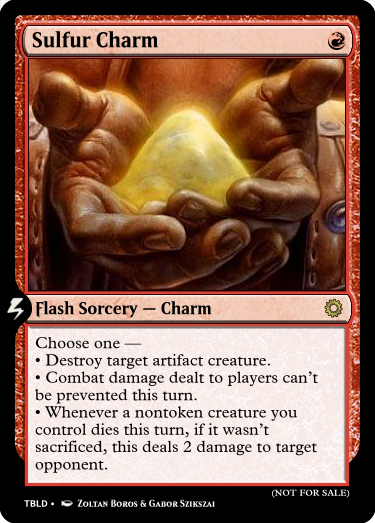 Sulfur Charm
Flash Sorcery — Charm
Choose one —
• Destroy target artifact creature.
• Combat damage dealt to players can't
be prevented this turn.
• Whenever a nontoken creature you
control dies this turn, if it wasn't
sacrificed, this deals 2 damage to target
opponent.
(NOT FOR SALE)
TBLD • Zoltan Boros & Gabor Szikszai